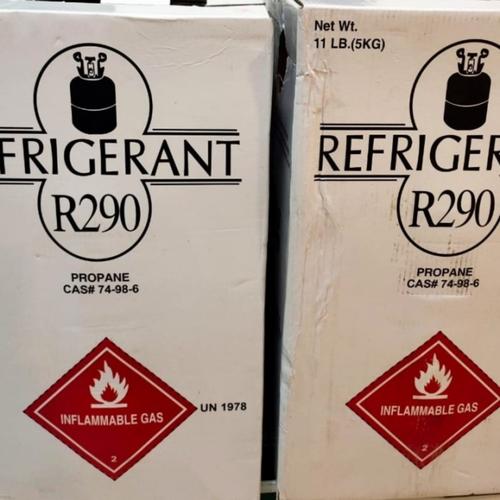 FRIGERANT
R290
PROPANE
CAS# 74-98-6
INFLAMMABLE GAS
UN 1978
2
Net Wt.
11 LB.(5KG)
REFRIGER
R290
PROPANE
CAS# 74-98-6
INFLAMMABLE GAS
2